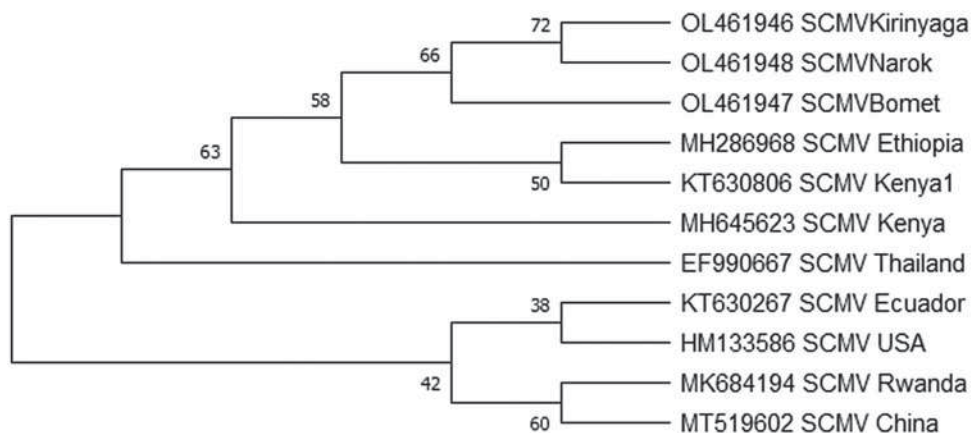 72
OL461946 SCMVKirinyaga
66
OL461948 SCMVNarok
58
OL461947 SCMVBomet
63
MH286968 SCMV Ethiopia
50
KT630806 SCMV Kenya1
MH645623 SCMV Kenya
EF990667 SCMV Thailand
38
KT630267 SCMV Ecuador
HM133586 SCMV USA
42
MK684194 SCMV Rwanda
60
MT519602 SCMV China